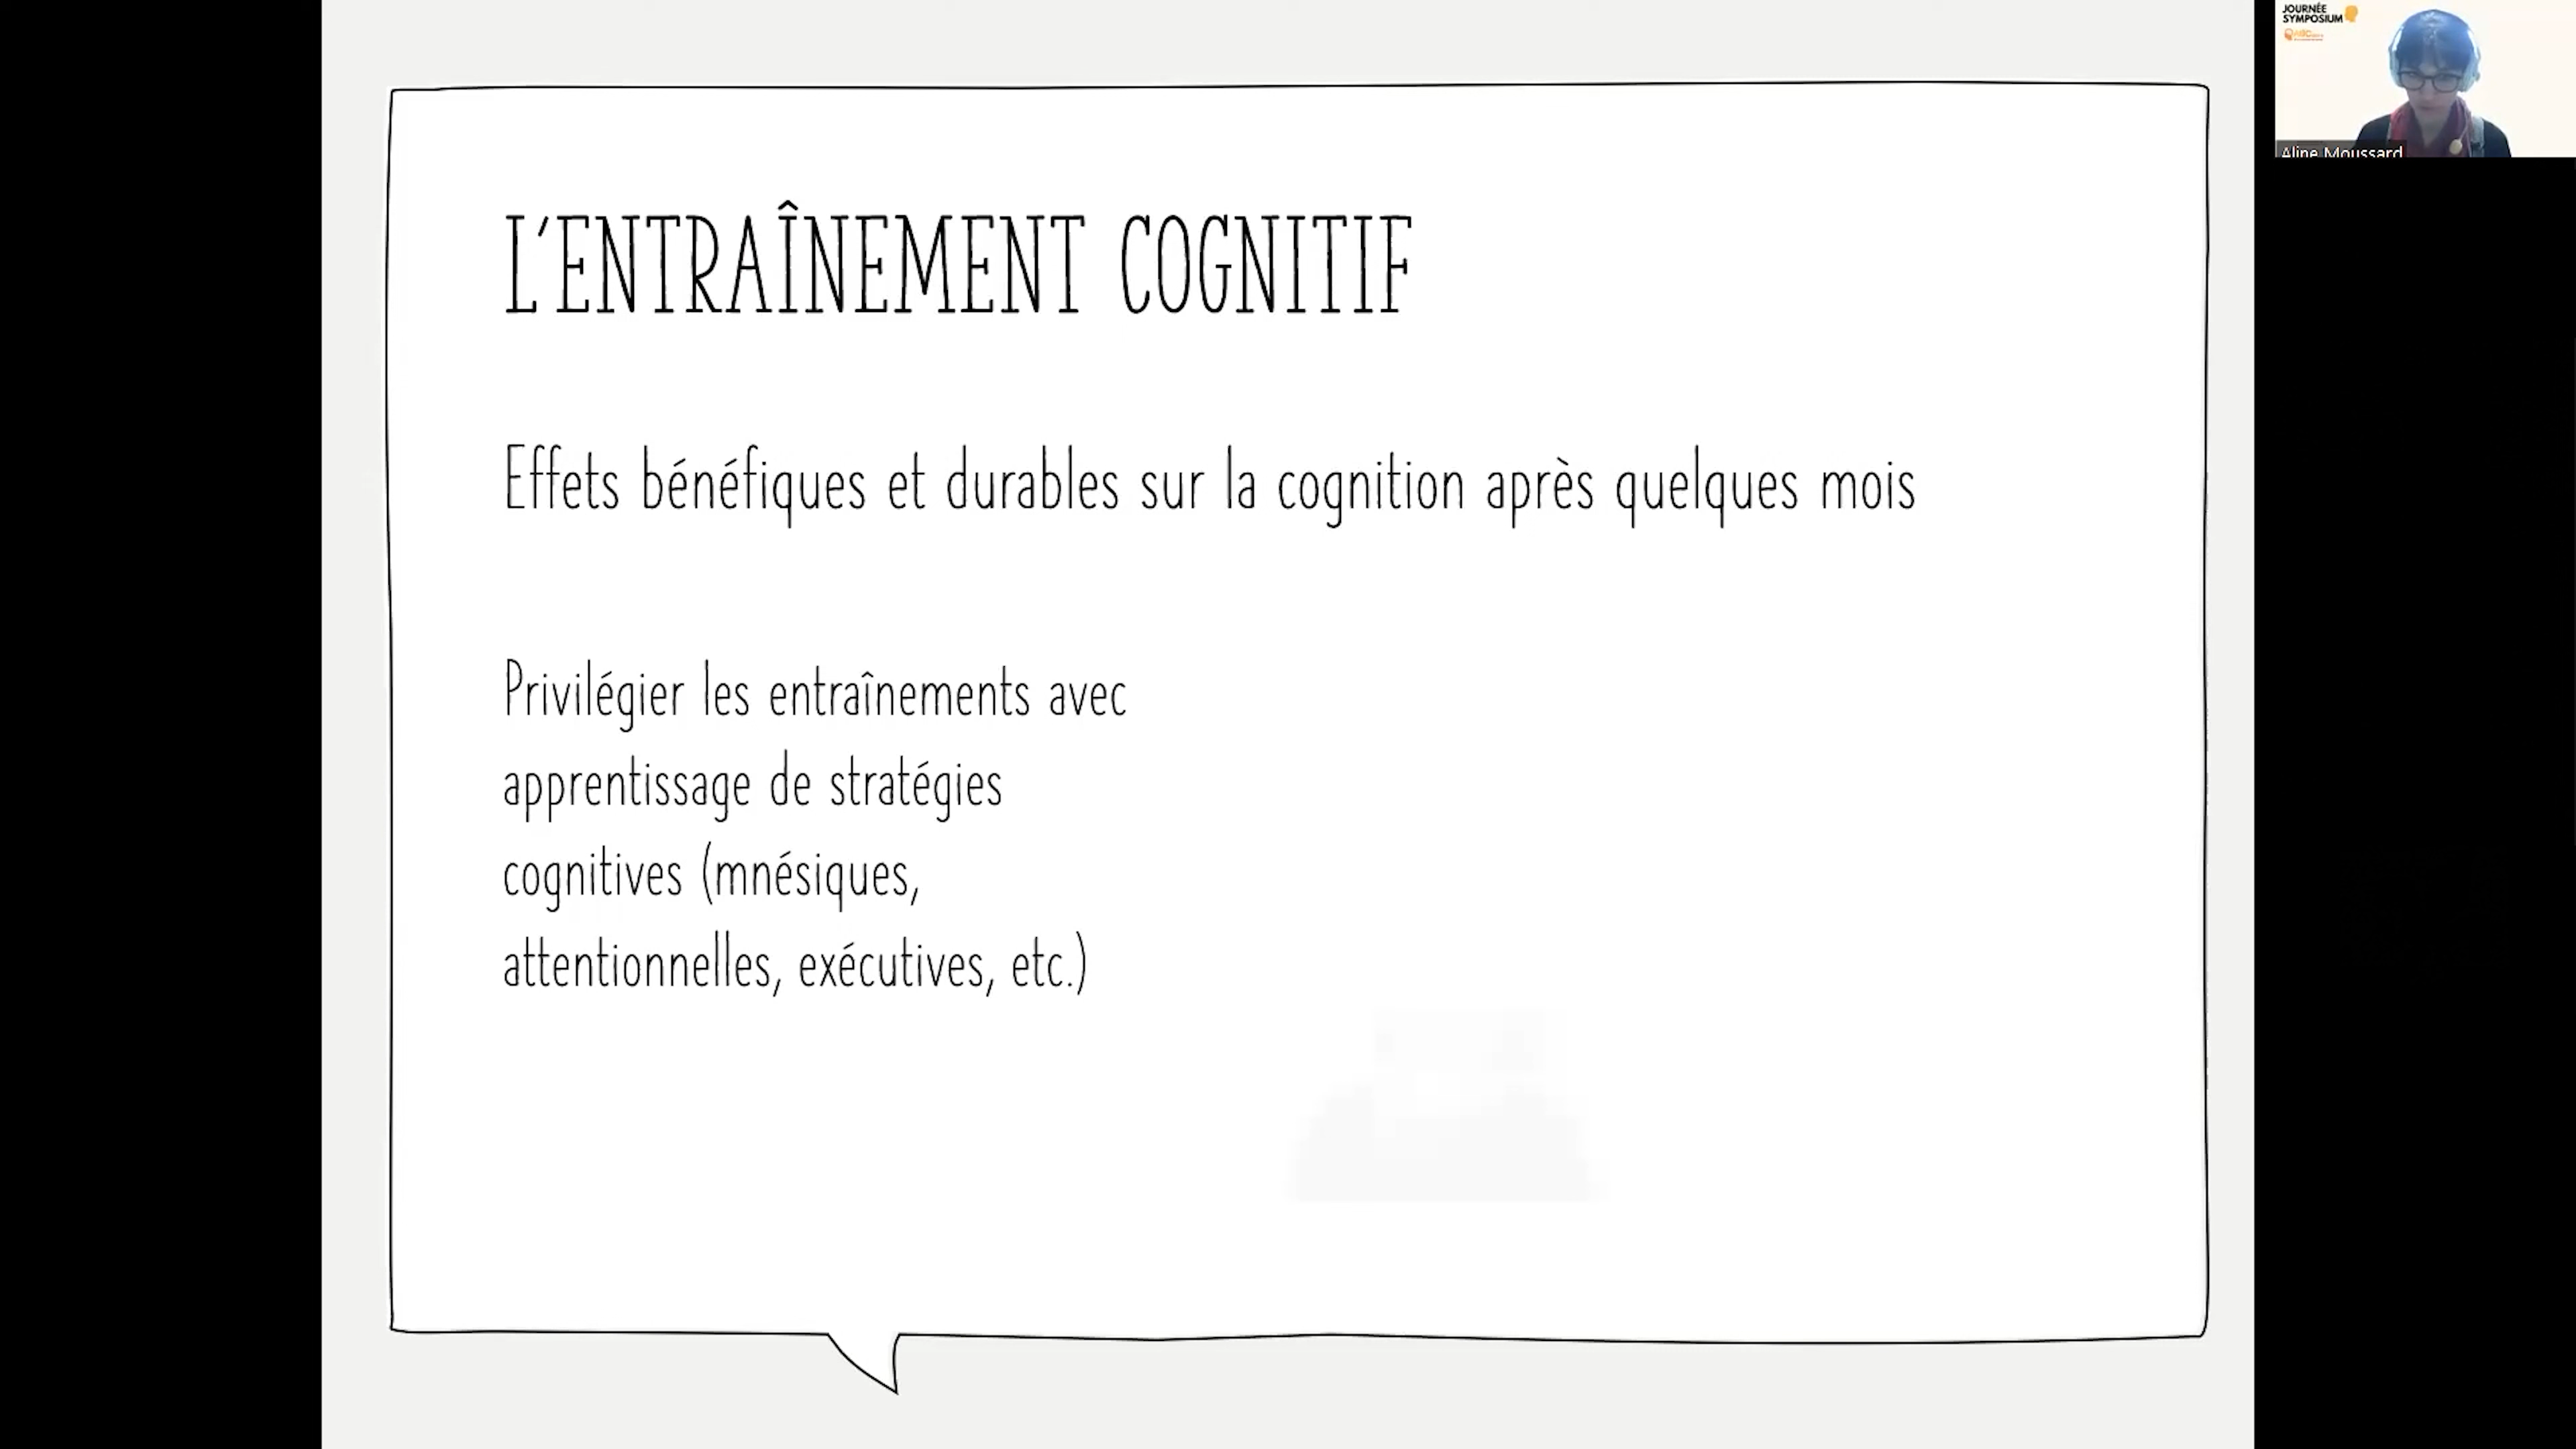 L'ENTRAÎNEMENT COGNITIF
Effets bénéfiques et durables sur la cognition après quelques mois
Privilégier les entraînements avec
apprentissage de stratégies
cognitives (mnésiques,
attentionnelles, exécutives, etc.)
JOURNÉE
SYMPOSIUM
Aline Moussard